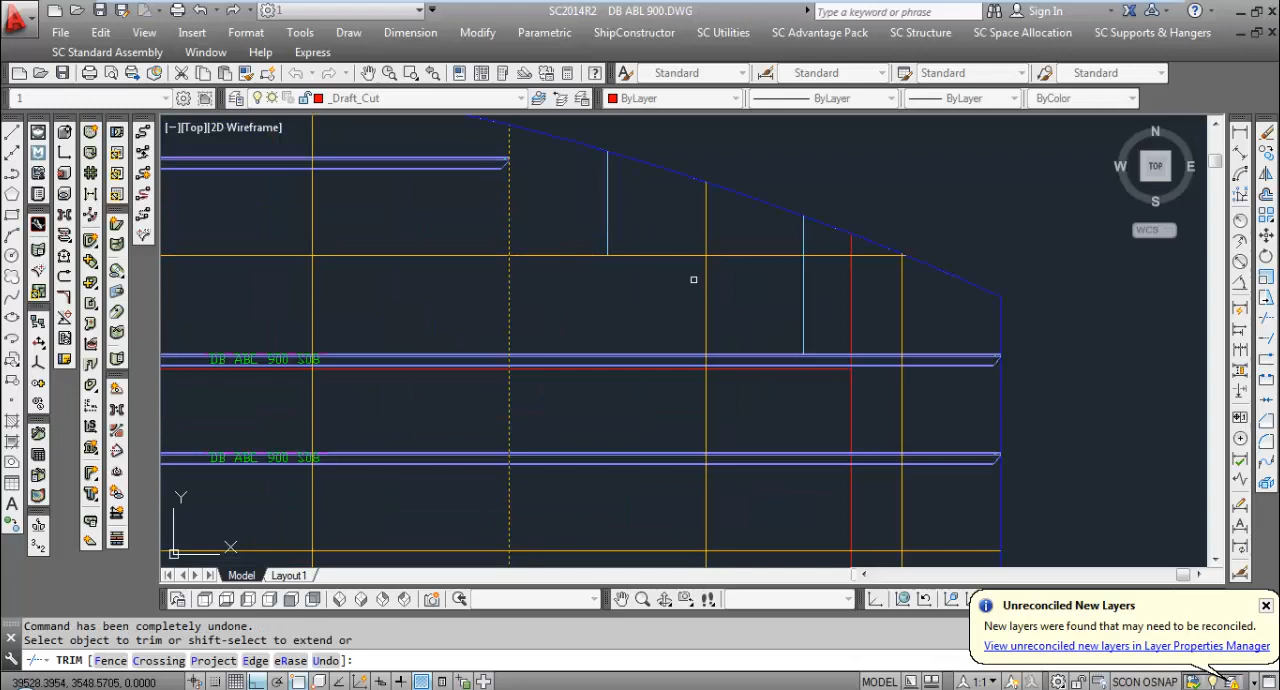 1 SC2014R2 DB ABL 900.DWG Type a keyword or phrase Sign In
File Edit View Insert Format Tools Draw Dimension Modify Parametric ShipConstructor SC Utilities SC Advantage Pack SC Structure SC Space Allocation SC Supports & Hangers
SC Standard Assembly Window Help Express
Standard Standard Standard Standard
1 _Draft_Cut ByLayer ByLayer ByLayer ByColor
[−][Top][2D Wireframe]
N
W TOP E
S
WCS
DB ABL 900 S08
DB ABL 900 S08
Y
X
Model Layout1
Unreconciled New Layers
New layers were found that may need to be reconciled.
View unreconciled new layers in Layer Properties Manager
Command has been completely undone.
Select object to trim or shift-select to extend or
TRIM [Fence Crossing Project Edge eRase Undo]:
39528.3954, 3548.5705, 0.0000 MODEL 1:1 SCON OSNAP